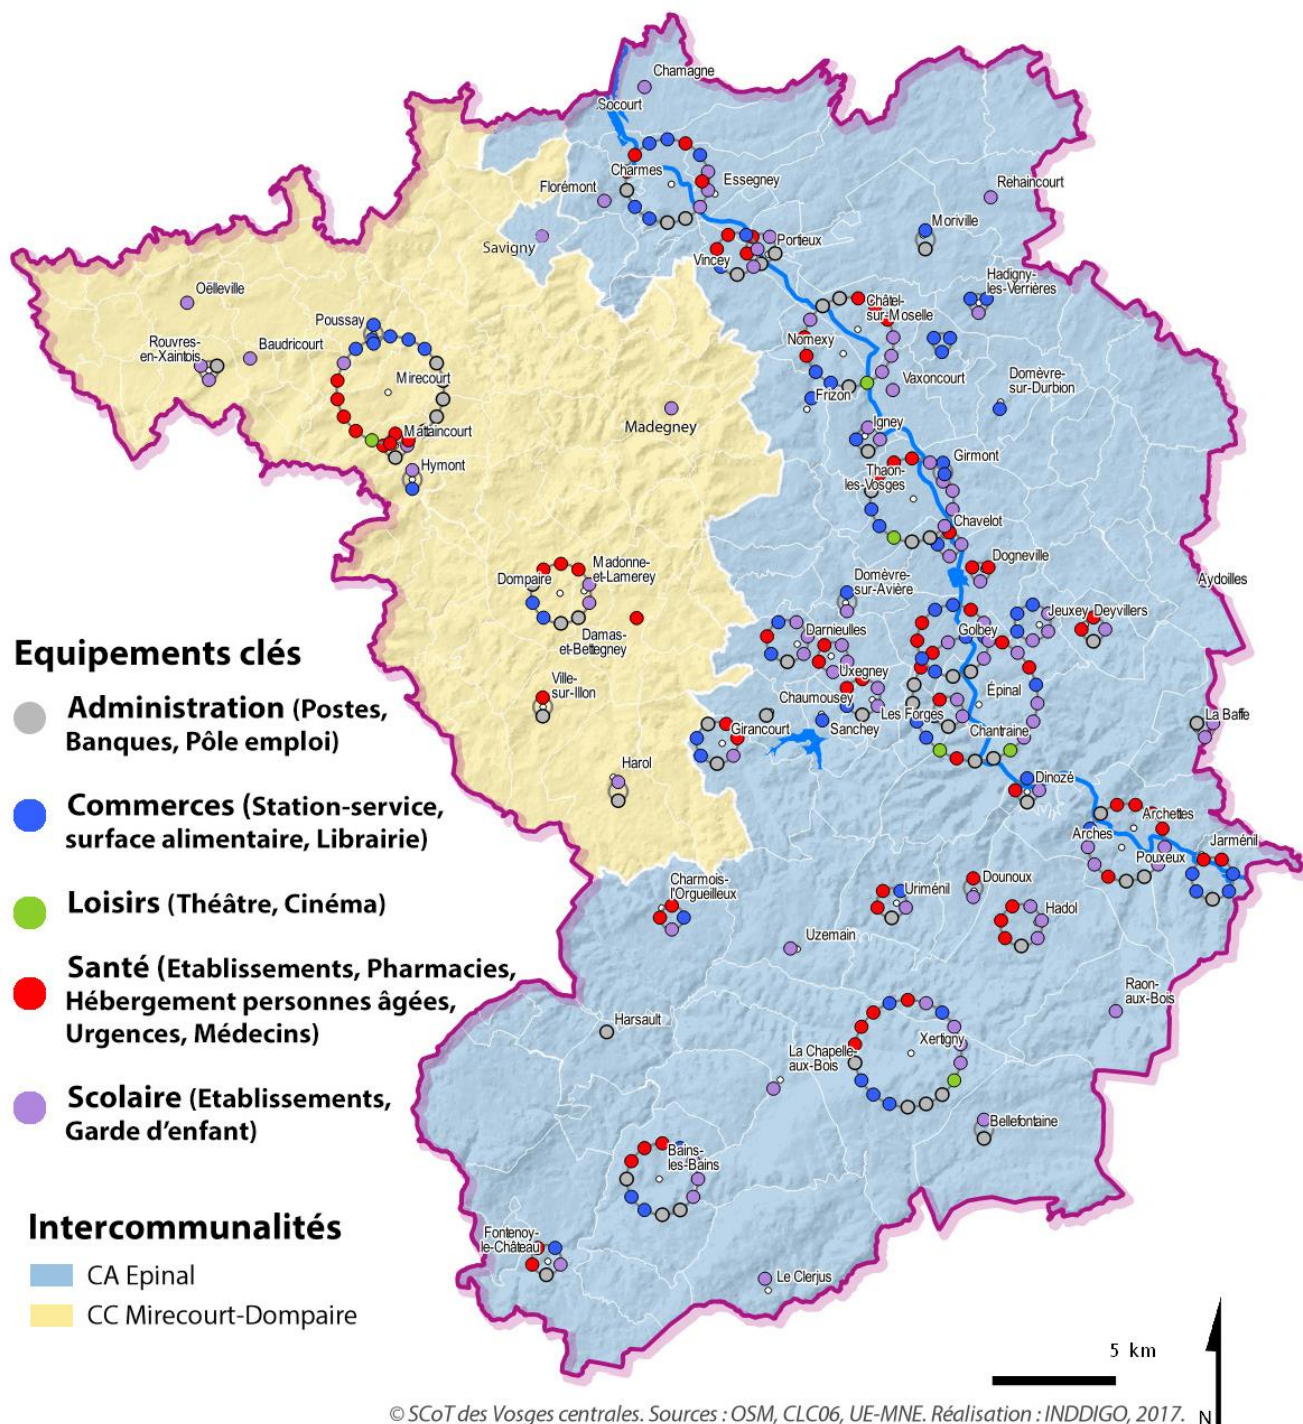 Chamagne
Socourt
Charmes
Essegney
Florémont
Rehaincourt
Moriville
Savigny
Portieux
Vincey
Hadigny-
les-Verrières
Oëlleville
Châtel-
sur-Moselle
Poussay
Nomexy
Rouvres-
en-Xaintois
Baudricourt
Mirecourt
Vaxoncourt
Domèvre-
sur-Durbion
Frizon
Madegney
Igney
Mattaincourt
Hymont
Girmont
Thaon-
les-Vosges
Chavelot
Dogneville
Madonne-
et-Lamerey
Dompaire
Domèvre-
sur-Avière
Aydoilles
Jeuxey
Deyvillers
Darnieulles
Golbey
Damas-
et-Bettegney
Uxegney
Ville-
sur-Illon
Chaumousey
Épinal
Les Forges
La Baffe
Girancourt
Sanchey
Chantraine
Harol
Dinozé
Archettes
Arches
Pouxeux
Jarménil
Charmois-
l'Orgueilleux
Uriménil
Dounoux
Hadol
Uzemain
Raon-
aux-Bois
Harsault
La Chapelle-
aux-Bois
Xertigny
Bellefontaine
Bains-
les-Bains
Fontenoy-
le-Château
Le Clerjus
Equipements clés
Administration (Postes,
Banques, Pôle emploi)
Commerces (Station-service,
surface alimentaire, Librairie)
Loisirs (Théâtre, Cinéma)
Santé (Etablissements, Pharmacies,
Hébergement personnes âgées,
Urgences, Médecins)
Scolaire (Etablissements,
Garde d'enfant)
Intercommunalités
CA Epinal
CC Mirecourt-Dompaire
5 km
N
© SCoT des Vosges centrales. Sources : OSM, CLC06, UE-MNE. Réalisation : INDDIGO, 2017.